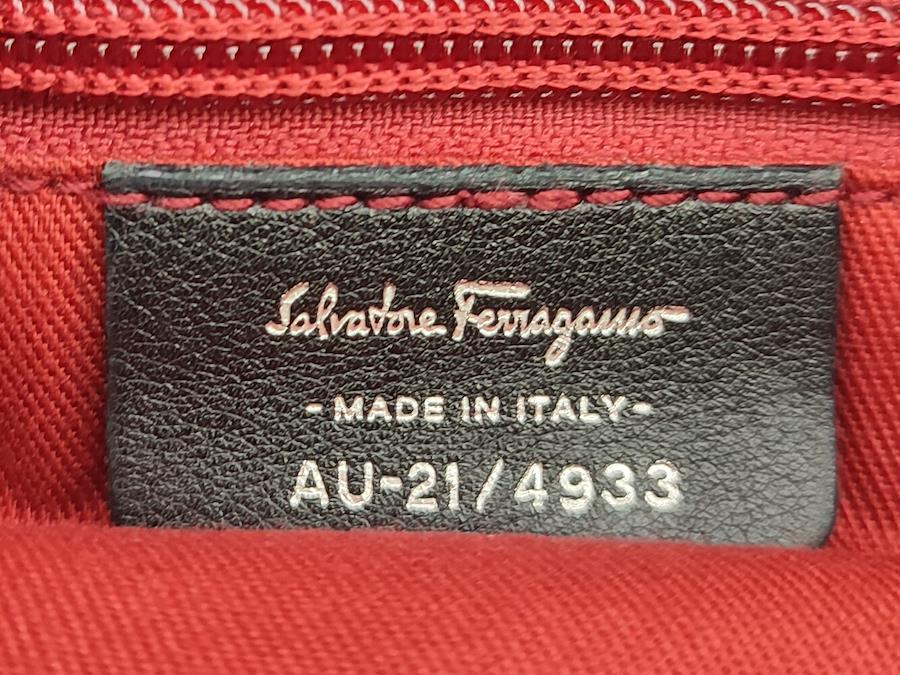 Salvatore Ferragamo
- MADE IN ITALY -
AU-21/4933